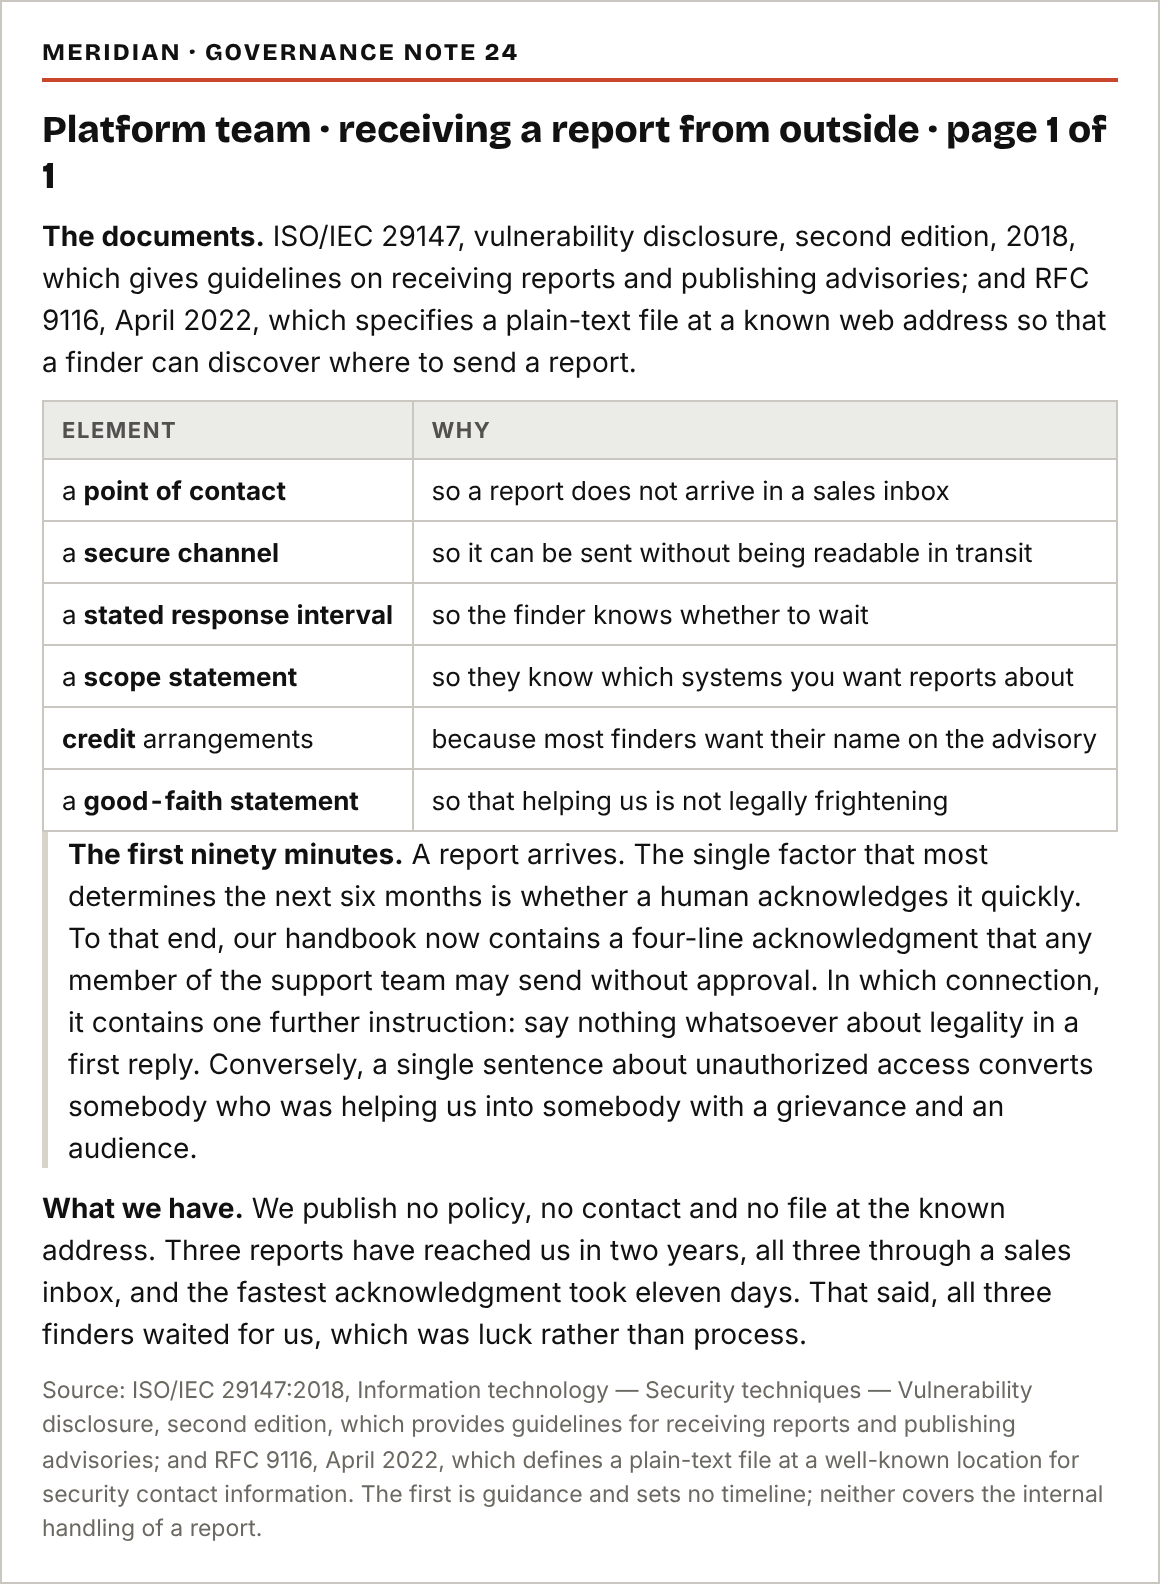 MERIDIAN · GOVERNANCE NOTE 24
Platform team · receiving a report from outside · page 1 of
1
The documents. ISO/IEC 29147, vulnerability disclosure, second edition, 2018,
which gives guidelines on receiving reports and publishing advisories; and RFC
9116, April 2022, which specifies a plain-text file at a known web address so that
a finder can discover where to send a report.
ELEMENT WHY
a point of contact so a report does not arrive in a sales inbox
a secure channel so it can be sent without being readable in transit
a stated response interval so the finder knows whether to wait
a scope statement so they know which systems you want reports about
credit arrangements because most finders want their name on the advisory
a good-faith statement so that helping us is not legally frightening
The first ninety minutes. A report arrives. The single factor that most
determines the next six months is whether a human acknowledges it quickly.
To that end, our handbook now contains a four-line acknowledgment that any
member of the support team may send without approval. In which connection,
it contains one further instruction: say nothing whatsoever about legality in a
first reply. Conversely, a single sentence about unauthorized access converts
somebody who was helping us into somebody with a grievance and an
audience.
What we have. We publish no policy, no contact and no file at the known
address. Three reports have reached us in two years, all three through a sales
inbox, and the fastest acknowledgment took eleven days. That said, all three
finders waited for us, which was luck rather than process.
Source: ISO/IEC 29147:2018, Information technology — Security techniques — Vulnerability
disclosure, second edition, which provides guidelines for receiving reports and publishing
advisories; and RFC 9116, April 2022, which defines a plain-text file at a well-known location for
security contact information. The first is guidance and sets no timeline; neither covers the internal
handling of a report.